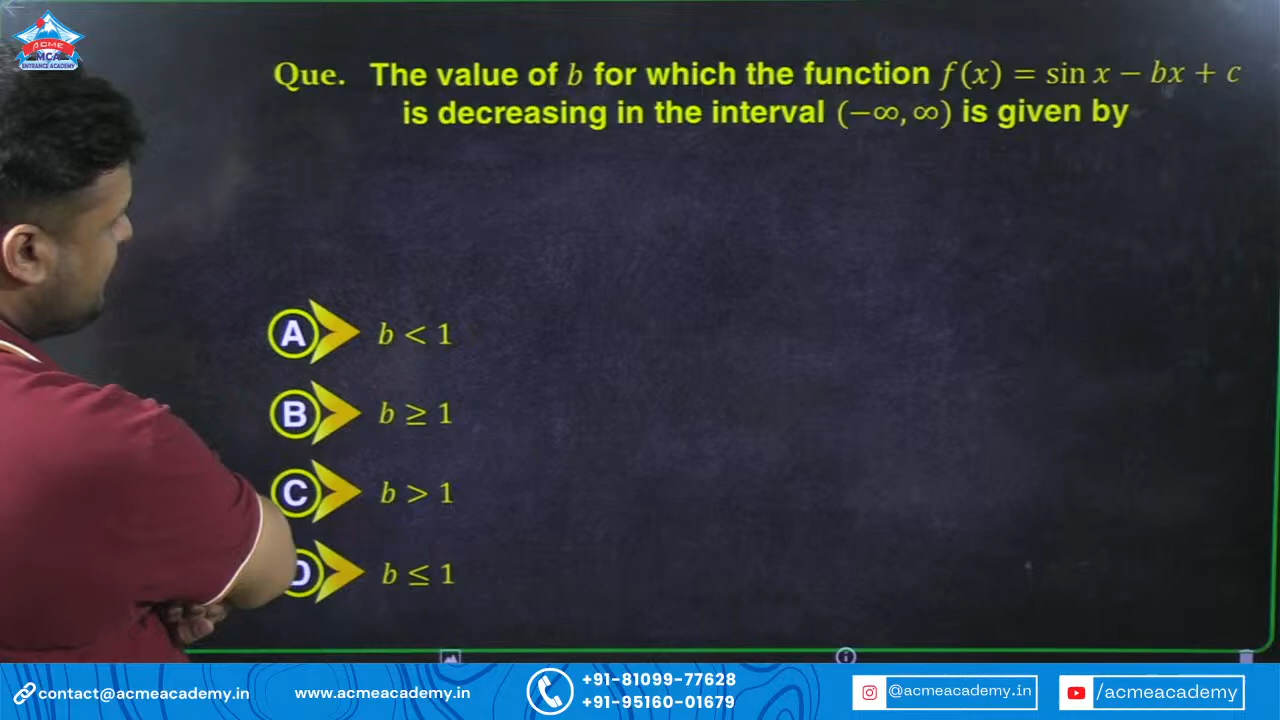 ACME
MCA
ENTRANCE ACADEMY
Que. The value of b for which the function f(x) = sin x − bx + c
is decreasing in the interval (−∞, ∞) is given by
A b < 1
B b ≥ 1
C b > 1
D b ≤ 1
contact@acmeacademy.in www.acmeacademy.in +91-81099-77628
+91-95160-01679
@acmeacademy.in /acmeacademy